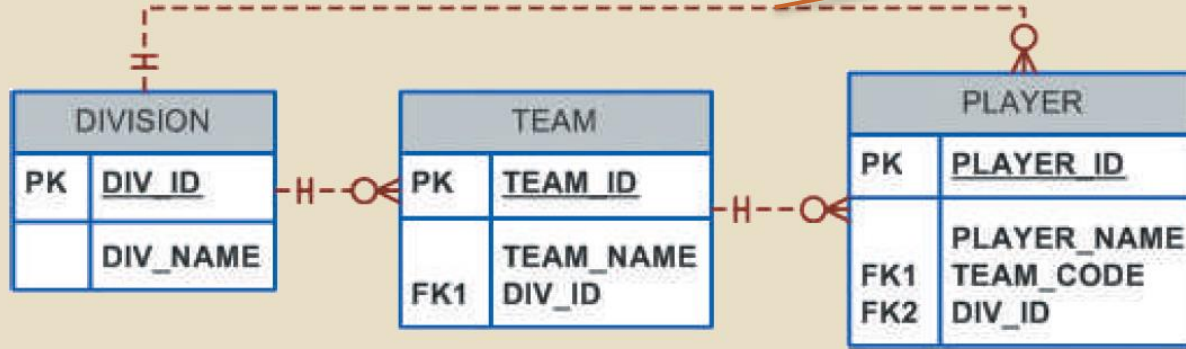 DIVISION
PK DIV_ID
DIV_NAME
TEAM
PK TEAM_ID
TEAM_NAME
FK1 DIV_ID
PLAYER
PK PLAYER_ID
PLAYER_NAME
FK1 TEAM_CODE
FK2 DIV_ID